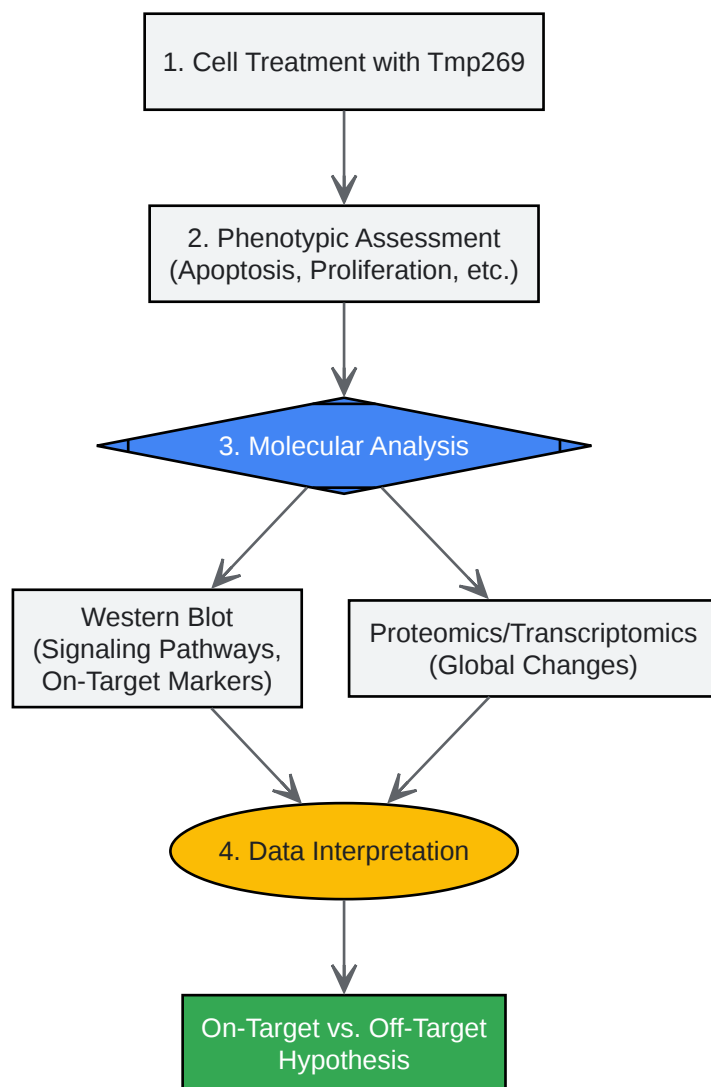 1. Cell Treatment with Tmp269
2. Phenotypic Assessment
(Apoptosis, Proliferation, etc.)
3. Molecular Analysis
Western Blot
(Signaling Pathways,
On-Target Markers)
Proteomics/Transcriptomics
(Global Changes)
4. Data Interpretation
On-Target vs. Off-Target
Hypothesis